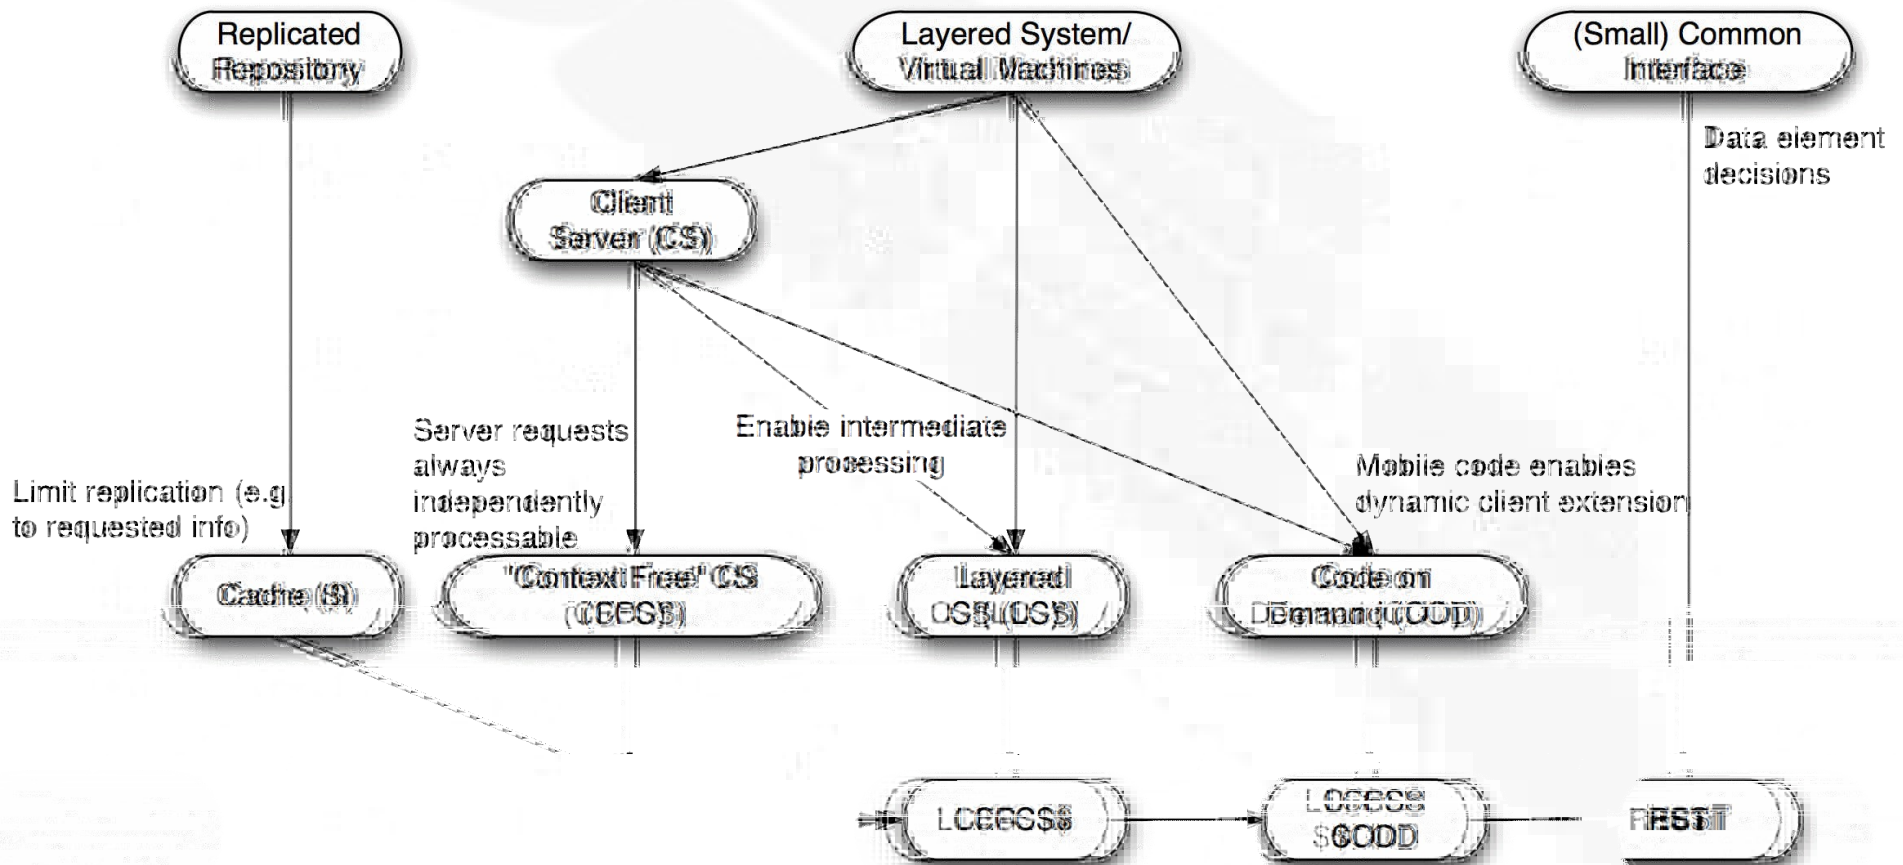 Replicated
Repository
Layered System/
Virtual Machines
(Small) Common
Interface
Data element
decisions
Client
Server (CS)
Server requests
always
independently
processable
Enable intermediate
processing
Mobile code enables
dynamic client extension
Limit replication (e.g.
to requested info)
Cache ($)
"Context Free" CS
Layered
Code on
Demand (COD)
REST